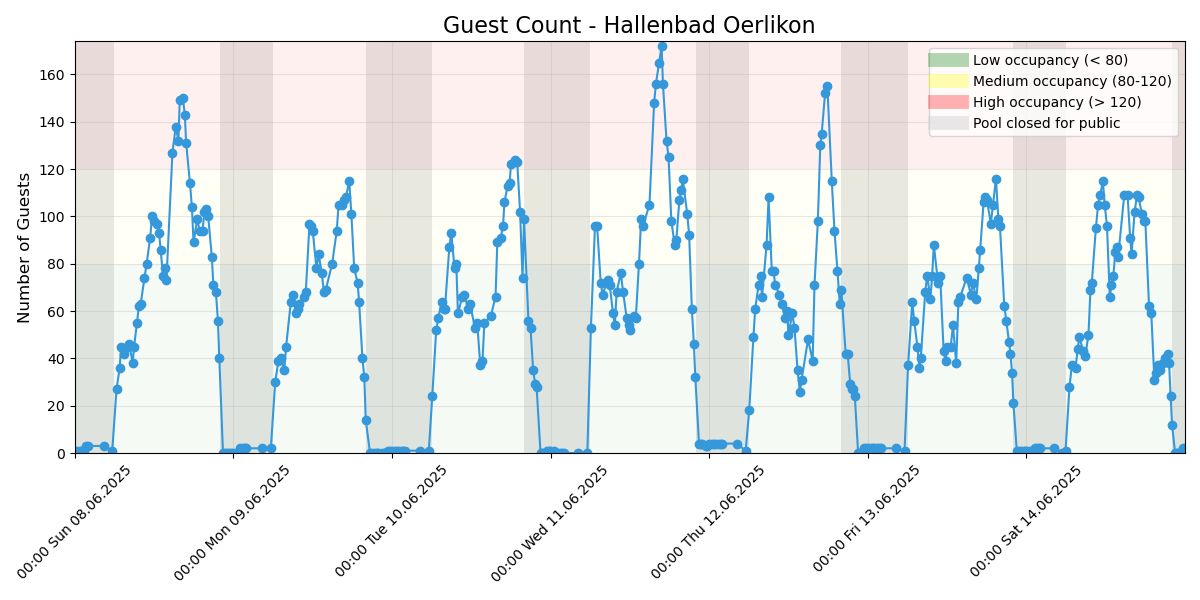 Guest Count - Hallenbad Oerlikon
Number of Guests
160
140
120
100
80
60
40
20
0
Low occupancy (< 80)
Medium occupancy (80-120)
High occupancy (> 120)
Pool closed for public
00:00 Sun 08.06.2025
00:00 Mon 09.06.2025
00:00 Tue 10.06.2025
00:00 Wed 11.06.2025
00:00 Thu 12.06.2025
00:00 Fri 13.06.2025
00:00 Sat 14.06.2025